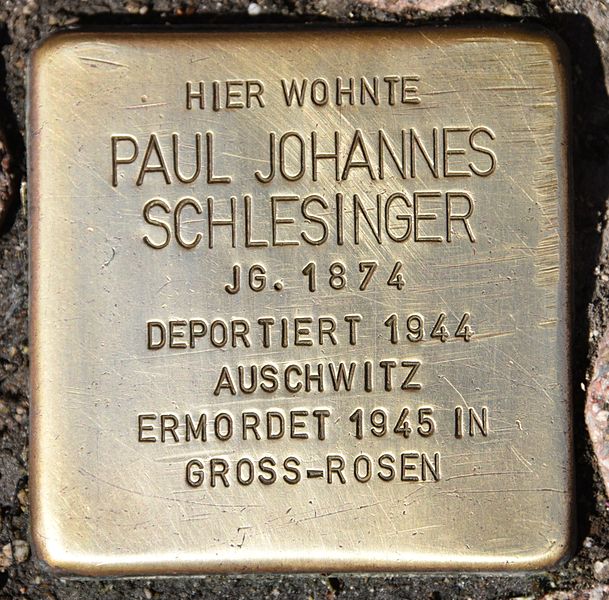 HIER WOHNTE
PAUL JOHANNES
SCHLESINGER
JG. 1874
DEPORTIERT 1944
AUSCHWITZ
ERMORDET 1945 IN
GROSS-ROSEN